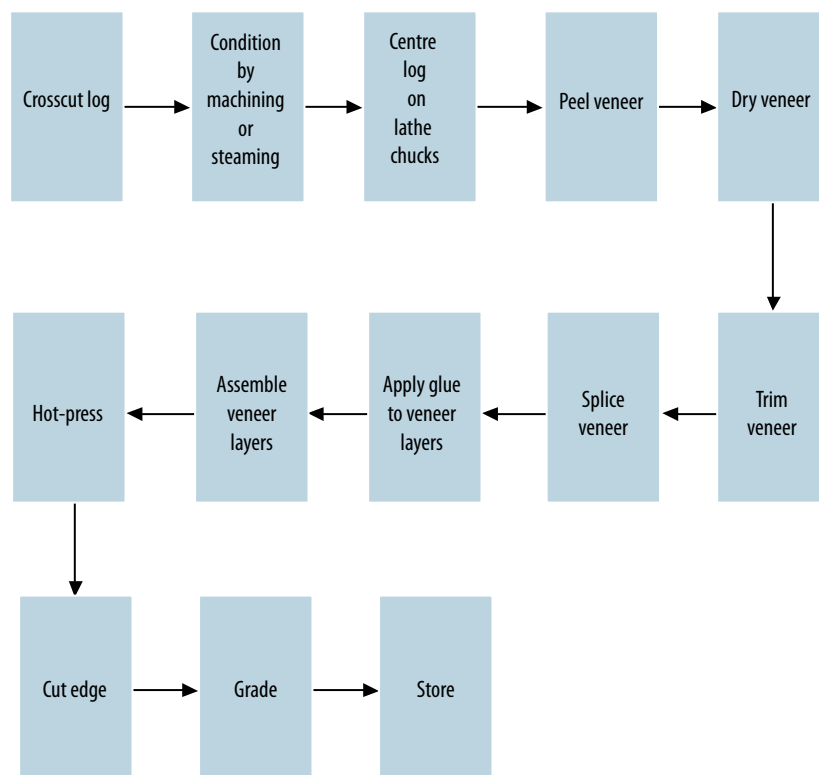 Crosscut log
Condition
by
machining
or
steaming
Centre
log
on
lathe
chucks
Peel veneer
Dry veneer
Trim
veneer
Splice
veneer
Apply glue
to veneer
layers
Assemble
veneer
layers
Hot-press
Cut edge
Grade
Store